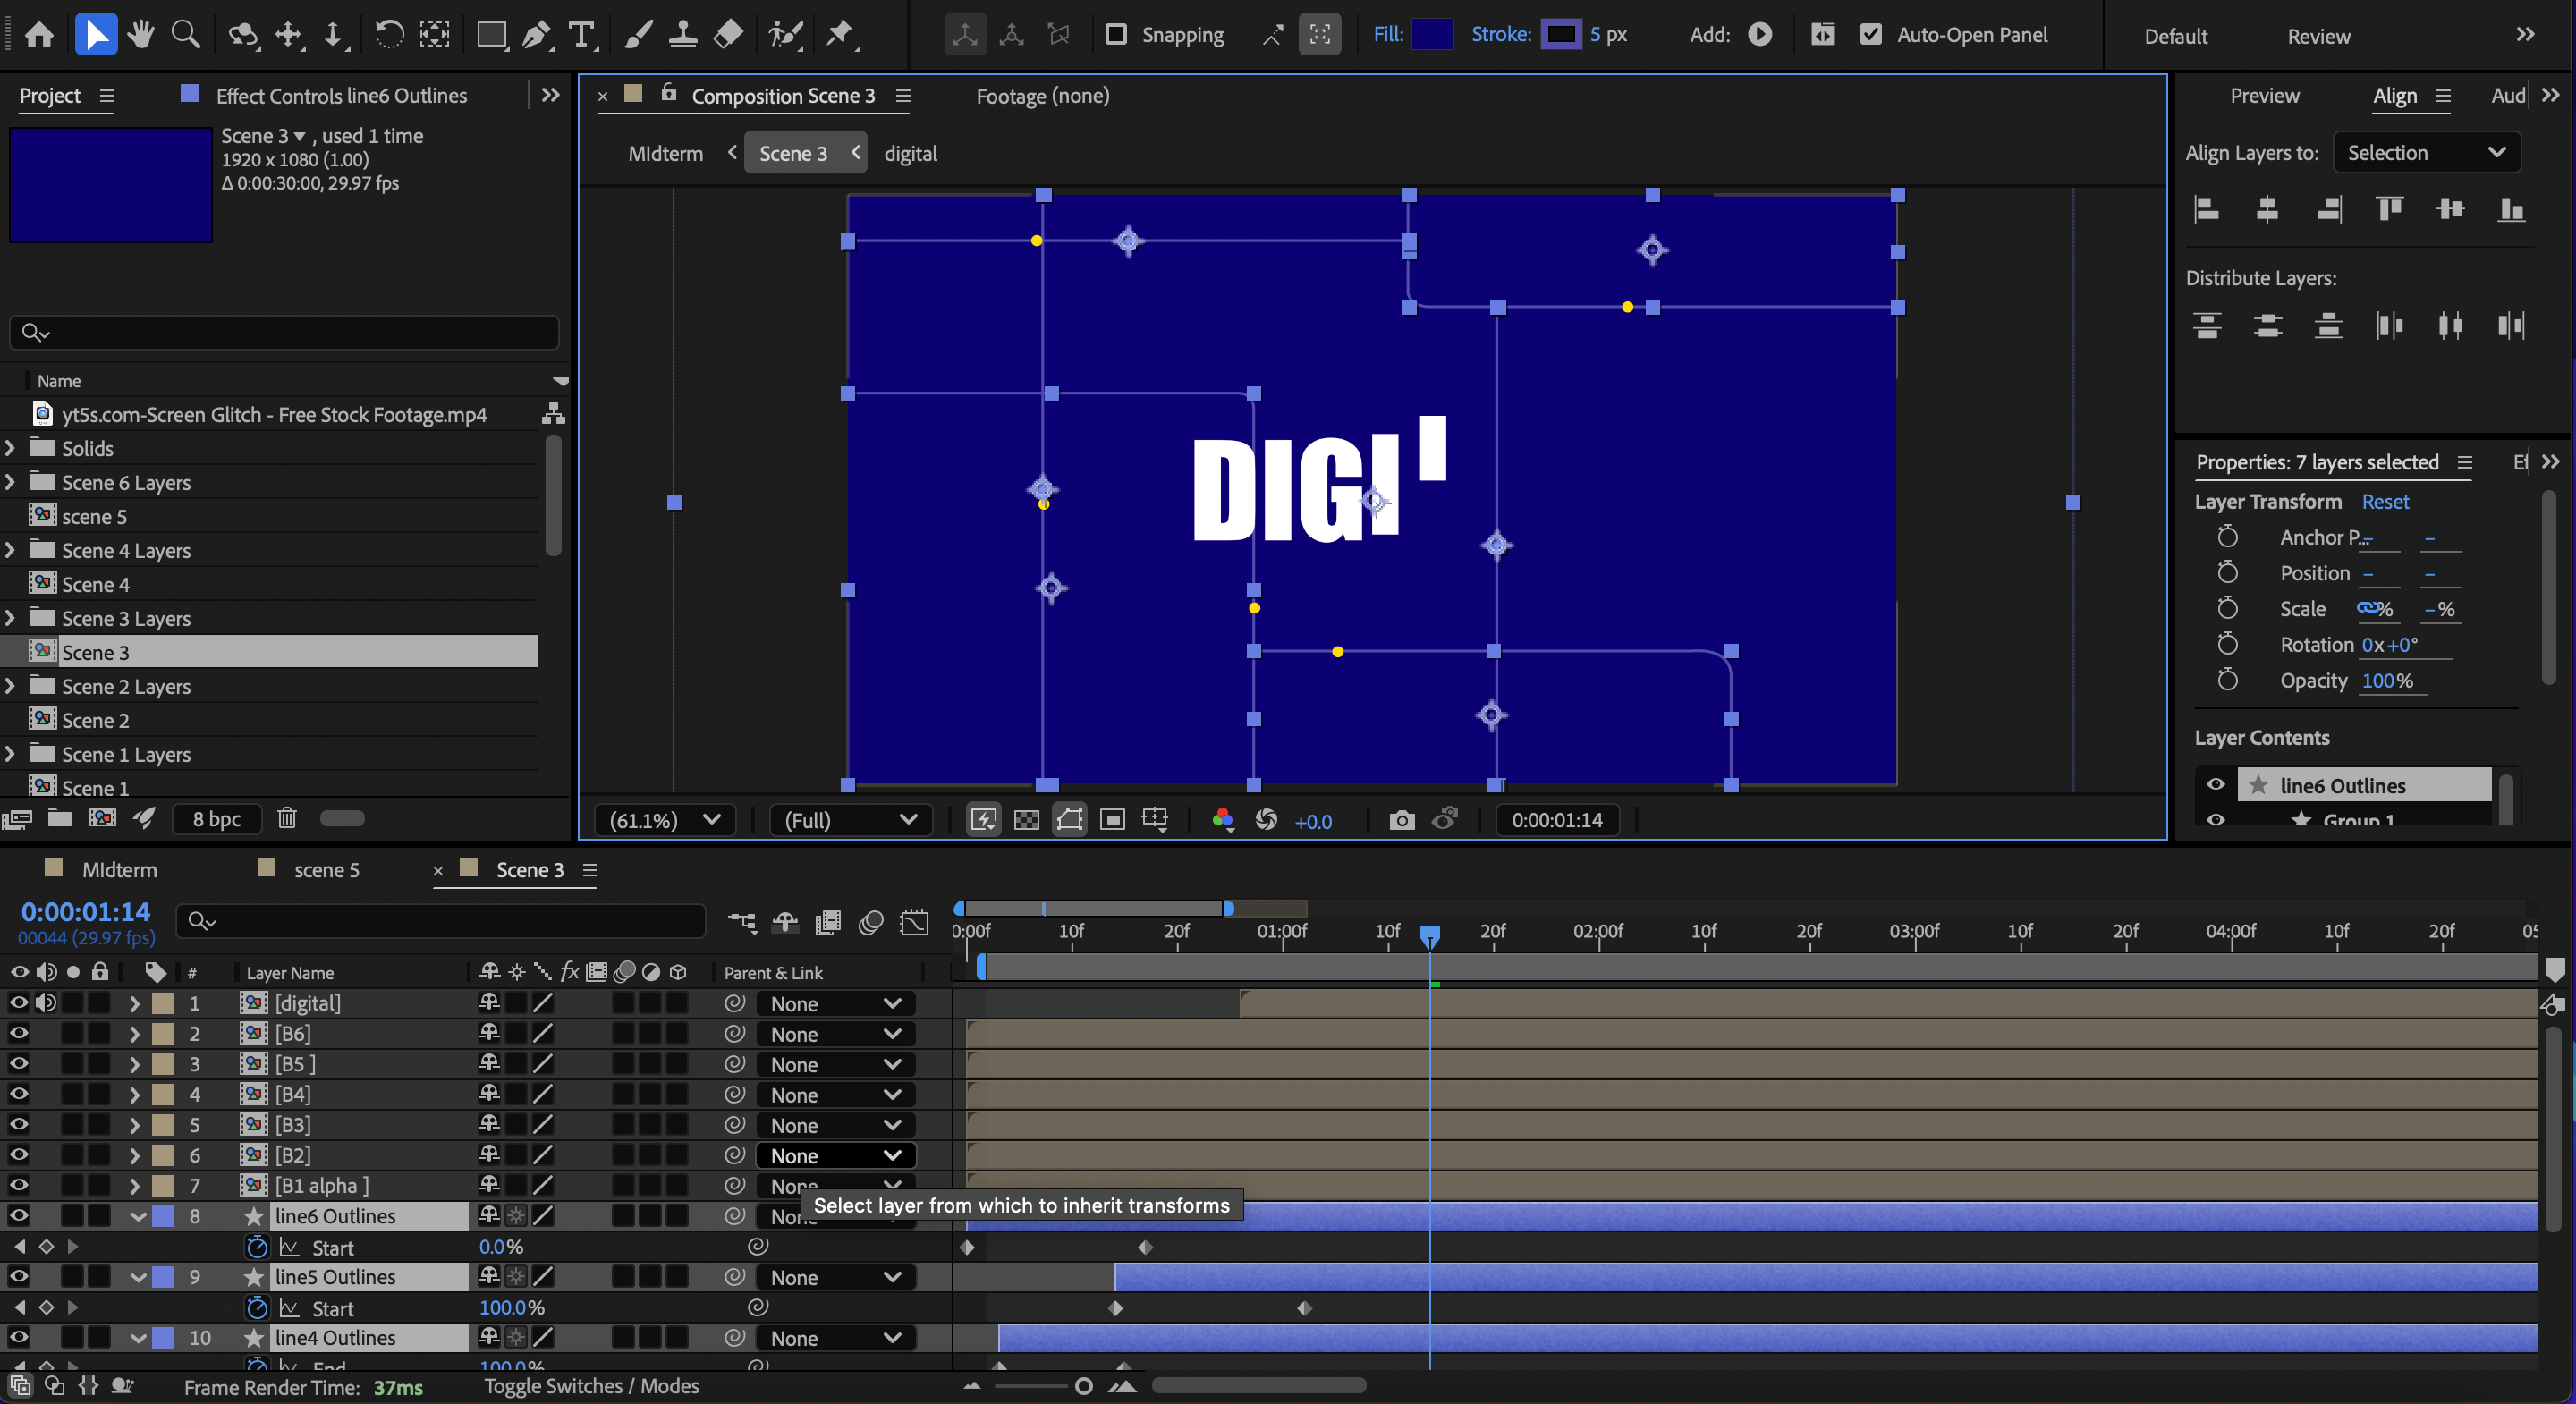 Snapping
Fill:
Stroke:
5 px
Add:
Auto-Open Panel
Default
Review
Project
Effect Controls line6 Outlines
Composition Scene 3
Footage (none)
Preview
Align
Aud
Scene 3 , used 1 time
1920 x 1080 (1.00)
Δ 0:00:30:00, 29.97 fps
MIdterm
Scene 3
digital
Align Layers to:
Selection
Distribute Layers:
Name
yt5s.com-Screen Glitch - Free Stock Footage.mp4
Solids
Scene 6 Layers
scene 5
Scene 4 Layers
Scene 4
Scene 3 Layers
Scene 3
Scene 2 Layers
Scene 2
Scene 1 Layers
Scene 1
8 bpc
DIGI
Properties: 7 layers selected
Layer Transform Reset
Anchor P... – –
Position – –
Scale % – %
Rotation 0x+0°
Opacity 100%
Layer Contents
line6 Outlines
Group 1
(61.1%)
(Full)
+0.0
0:00:01:14
MIdterm
scene 5
× Scene 3
0:00:01:14
00044 (29.97 fps)
0:00f 10f 20f 01:00f 10f 20f 02:00f 10f 20f 03:00f 10f 20f 04:00f 10f 20f 05
# Layer Name fx Parent & Link
1 [digital] None
2 [B6] None
3 [B5 ] None
4 [B4] None
5 [B3] None
6 [B2] None
7 [B1 alpha ] None
Select layer from which to inherit transforms
8 line6 Outlines None
Start 0.0%
9 line5 Outlines None
Start 100.0%
10 line4 Outlines None
End 100.0%
Frame Render Time: 37ms
Toggle Switches / Modes